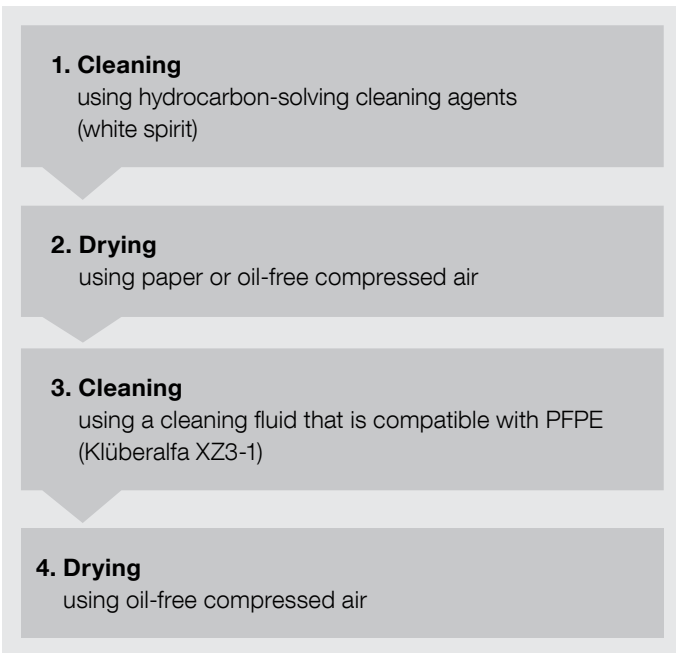 1. Cleaning
using hydrocarbon-solving cleaning agents
(white spirit)
2. Drying
using paper or oil-free compressed air
3. Cleaning
using a cleaning fluid that is compatible with PFPE
(Klüberalfa XZ3-1)
4. Drying
using oil-free compressed air